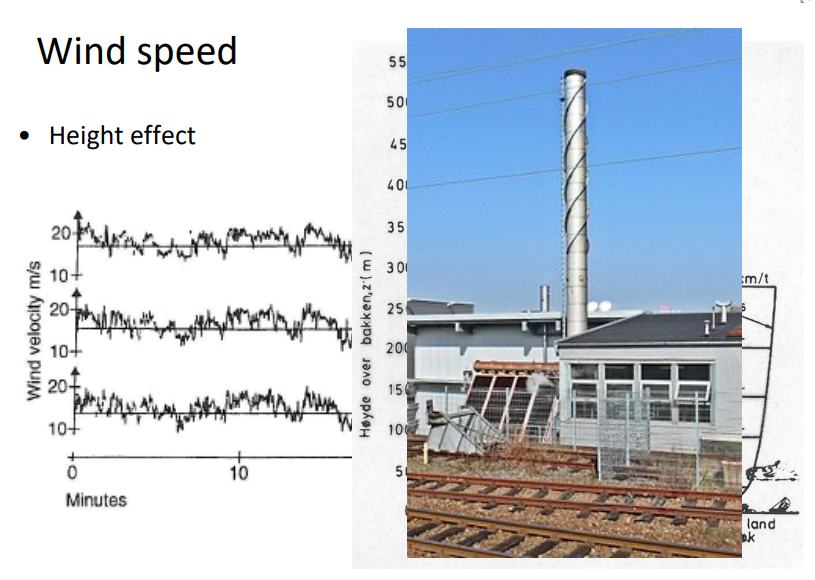 Wind speed
• Height effect
Wind velocity m/s
20
10
20
10
20
10
0
10
Minutes
Høyde over bakken, z (m)
55
50
45
40
35
30
25
20
15
10
5
km/t
land